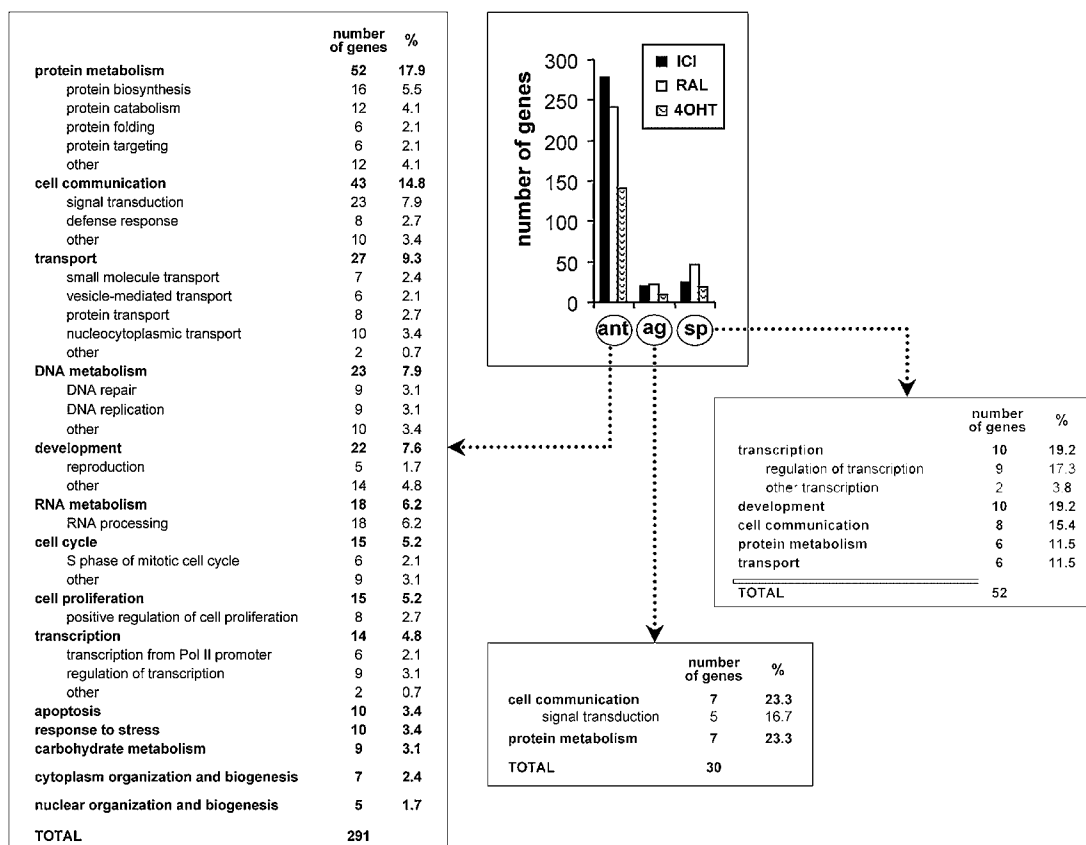 number
of genes %
protein metabolism 52 17.9
protein biosynthesis 16 5.5
protein catabolism 12 4.1
protein folding 6 2.1
protein targeting 6 2.1
other 12 4.1
cell communication 43 14.8
signal transduction 23 7.9
defense response 8 2.7
other 10 3.4
transport 27 9.3
small molecule transport 7 2.4
vesicle-mediated transport 6 2.1
protein transport 8 2.7
nucleocytoplasmic transport 10 3.4
other 2 0.7
DNA metabolism 23 7.9
DNA repair 9 3.1
DNA replication 9 3.1
other 10 3.4
development 22 7.6
reproduction 5 1.7
other 14 4.8
RNA metabolism 18 6.2
RNA processing 18 6.2
cell cycle 15 5.2
S phase of mitotic cell cycle 6 2.1
other 9 3.1
cell proliferation 15 5.2
positive regulation of cell proliferation 8 2.7
transcription 14 4.8
transcription from Pol II promoter 6 2.1
regulation of transcription 9 3.1
other 2 0.7
apoptosis 10 3.4
response to stress 10 3.4
carbohydrate metabolism 9 3.1
cytoplasm organization and biogenesis 7 2.4
nuclear organization and biogenesis 5 1.7
TOTAL 291
number of genes
300
250
200
150
100
50
0
ICI
RAL
4OHT
ant ag sp
number
of genes %
transcription 10 19.2
regulation of transcription 9 17.3
other transcription 2 3.8
development 10 19.2
cell communication 8 15.4
protein metabolism 6 11.5
transport 6 11.5
TOTAL 52
number
of genes %
cell communication 7 23.3
signal transduction 5 16.7
protein metabolism 7 23.3
TOTAL 30